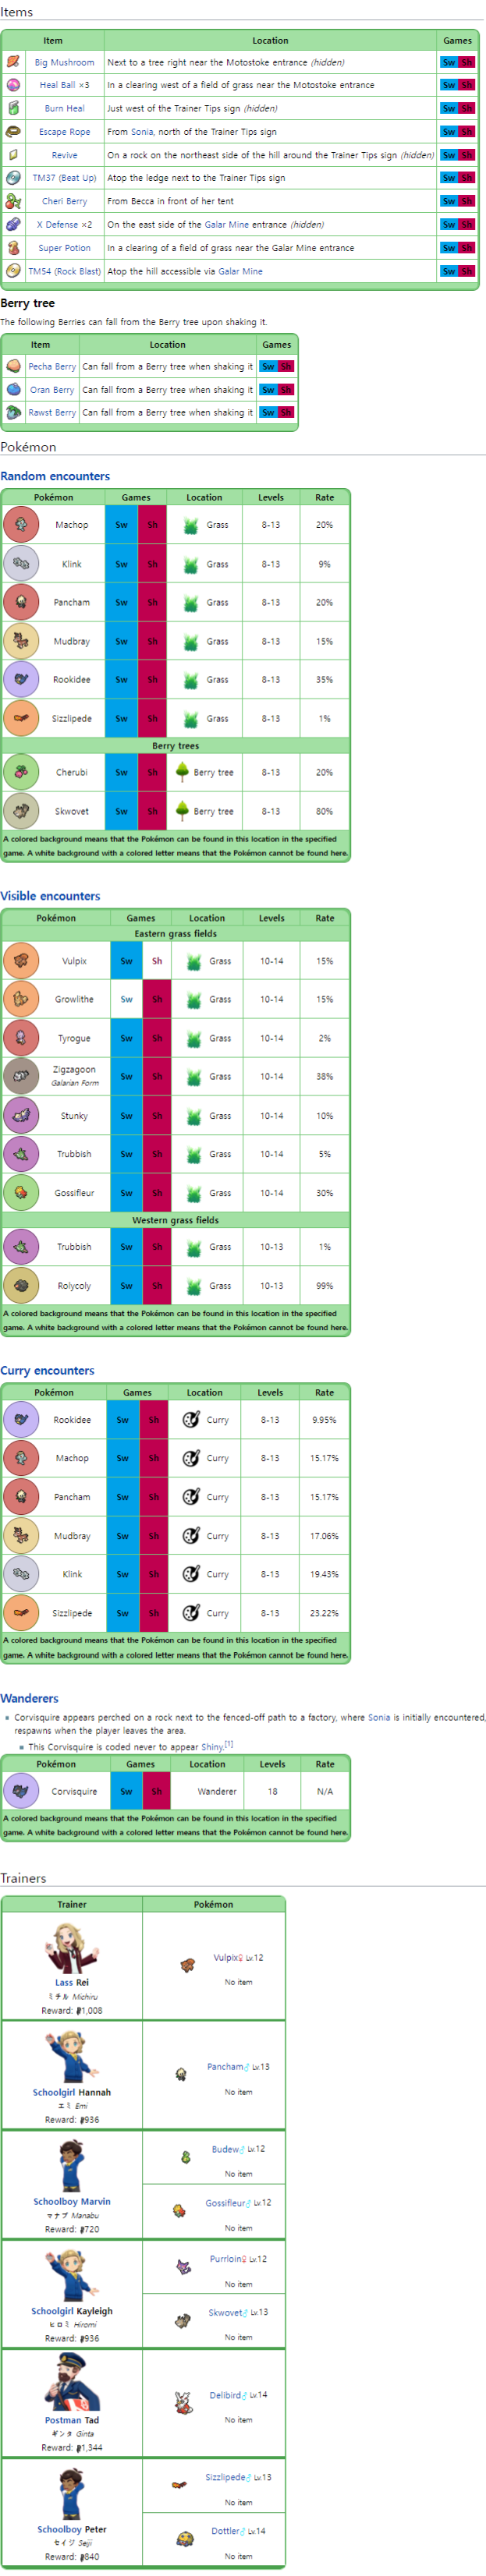 Items
Item Location Games
Big Mushroom Next to a tree right near the Motostoke entrance (hidden) Sw Sh
Heal Ball ×3 In a clearing west of a field of grass near the Motostoke entrance Sw Sh
Burn Heal Just west of the Trainer Tips sign (hidden) Sw Sh
Escape Rope From Sonia, north of the Trainer Tips sign Sw Sh
Revive On a rock on the northeast side of the hill around the Trainer Tips sign (hidden) Sw Sh
TM37 (Beat Up) Atop the ledge next to the Trainer Tips sign Sw Sh
Cheri Berry From Becca in front of her tent Sw Sh
X Defense ×2 On the east side of the Galar Mine entrance (hidden) Sw Sh
Super Potion In a clearing of a field of grass near the Galar Mine entrance Sw Sh
TM54 (Rock Blast) Atop the hill accessible via Galar Mine Sw Sh
Berry tree
The following Berries can fall from the Berry tree upon shaking it.
Item Location Games
Pecha Berry Can fall from a Berry tree when shaking it Sw Sh
Oran Berry Can fall from a Berry tree when shaking it Sw Sh
Rawst Berry Can fall from a Berry tree when shaking it Sw Sh
Pokémon
Random encounters
Pokémon Games Location Levels Rate
Machop Sw Sh Grass 8-13 20%
Klink Sw Sh Grass 8-13 9%
Pancham Sw Sh Grass 8-13 20%
Mudbray Sw Sh Grass 8-13 15%
Rookidee Sw Sh Grass 8-13 35%
Sizzlipede Sw Sh Grass 8-13 1%
Berry trees
Cherubi Sw Sh Berry tree 8-13 20%
Skwovet Sw Sh Berry tree 8-13 80%
A colored background means that the Pokémon can be found in this location in the specified
game. A white background with a colored letter means that the Pokémon cannot be found here.
Visible encounters
Pokémon Games Location Levels Rate
Eastern grass fields
Vulpix Sw Sh Grass 10-14 15%
Growlithe Sw Sh Grass 10-14 15%
Tyrogue Sw Sh Grass 10-14 2%
Zigzagoon
Galarian Form Sw Sh Grass 10-14 38%
Stunky Sw Sh Grass 10-14 10%
Trubbish Sw Sh Grass 10-14 5%
Gossifleur Sw Sh Grass 10-14 30%
Western grass fields
Trubbish Sw Sh Grass 10-13 1%
Rolycoly Sw Sh Grass 10-13 99%
A colored background means that the Pokémon can be found in this location in the specified
game. A white background with a colored letter means that the Pokémon cannot be found here.
Curry encounters
Pokémon Games Location Levels Rate
Rookidee Sw Sh Curry 8-13 9.95%
Machop Sw Sh Curry 8-13 15.17%
Pancham Sw Sh Curry 8-13 15.17%
Mudbray Sw Sh Curry 8-13 17.06%
Klink Sw Sh Curry 8-13 19.43%
Sizzlipede Sw Sh Curry 8-13 23.22%
A colored background means that the Pokémon can be found in this location in the specified
game. A white background with a colored letter means that the Pokémon cannot be found here.
Wanderers
Corvisquire appears perched on a rock next to the fenced-off path to a factory, where Sonia is initially encountered,
respawns when the player leaves the area.
This Corvisquire is coded never to appear Shiny.[1]
Pokémon Games Location Levels Rate
Corvisquire Sw Sh Wanderer 18 N/A
A colored background means that the Pokémon can be found in this location in the specified
game. A white background with a colored letter means that the Pokémon cannot be found here.
Trainers
Trainer Pokémon
Lass Rei
ミチル Michiru
Reward: 1,008
Vulpix♀ Lv.12
No item
Schoolgirl Hannah
エミ Emi
Reward: 936
Pancham♂ Lv.13
No item
Schoolboy Marvin
マナブ Manabu
Reward: 720
Budew♂ Lv.12
No item
Gossifleur♂ Lv.12
No item
Schoolgirl Kayleigh
ヒロミ Hiromi
Reward: 936
Purrloin♀ Lv.12
No item
Skwovet♂ Lv.13
No item
Postman Tad
ギンタ Ginta
Reward: 1,344
Delibird♂ Lv.14
No item
Schoolboy Peter
セイジ Seiji
Reward: 840
Sizzlipede♂ Lv.13
No item
Dottler♂ Lv.14
No item